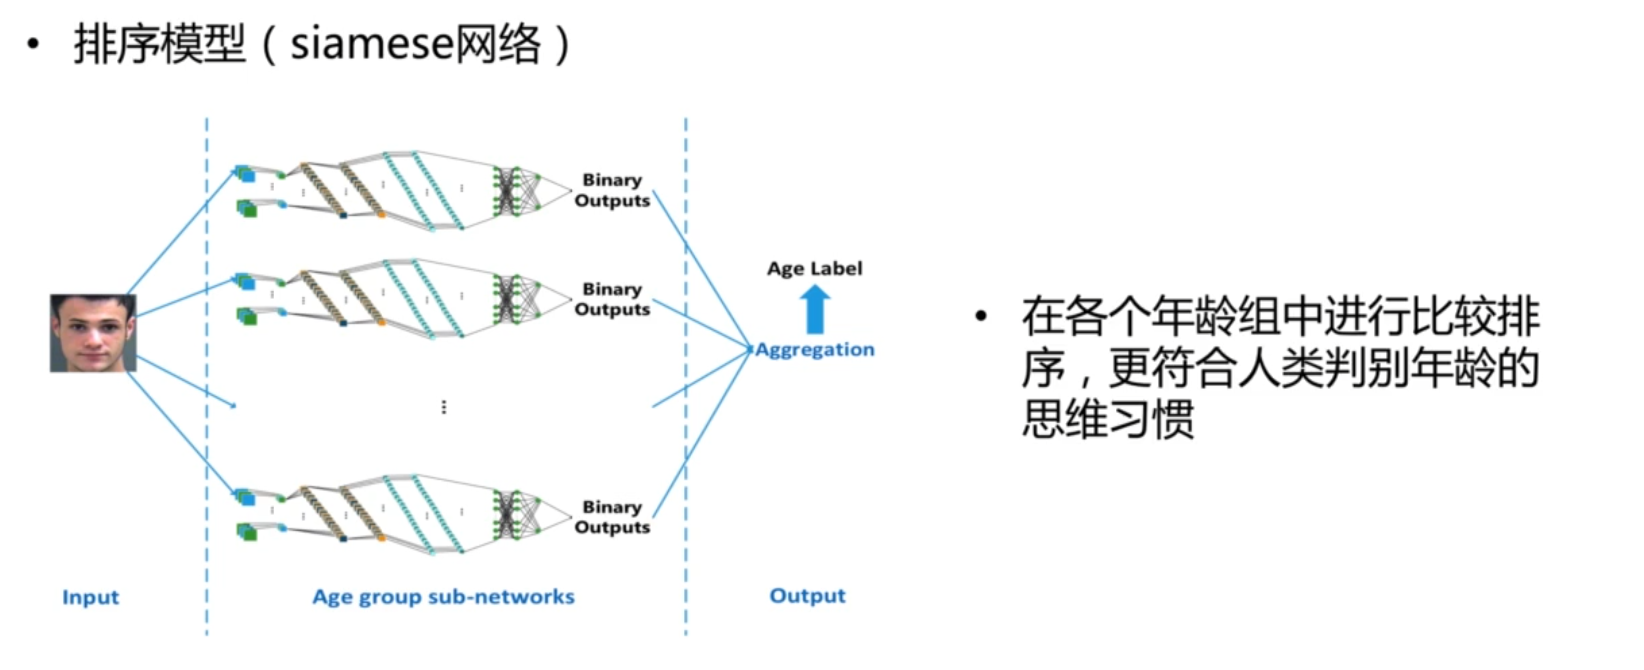 • 排序模型（siamese网络）
Binary
Outputs
Binary
Outputs
Binary
Outputs
Age Label
Aggregation
Input
Age group sub-networks
Output
• 在各个年龄组中进行比较排
序，更符合人类判别年龄的
思维习惯